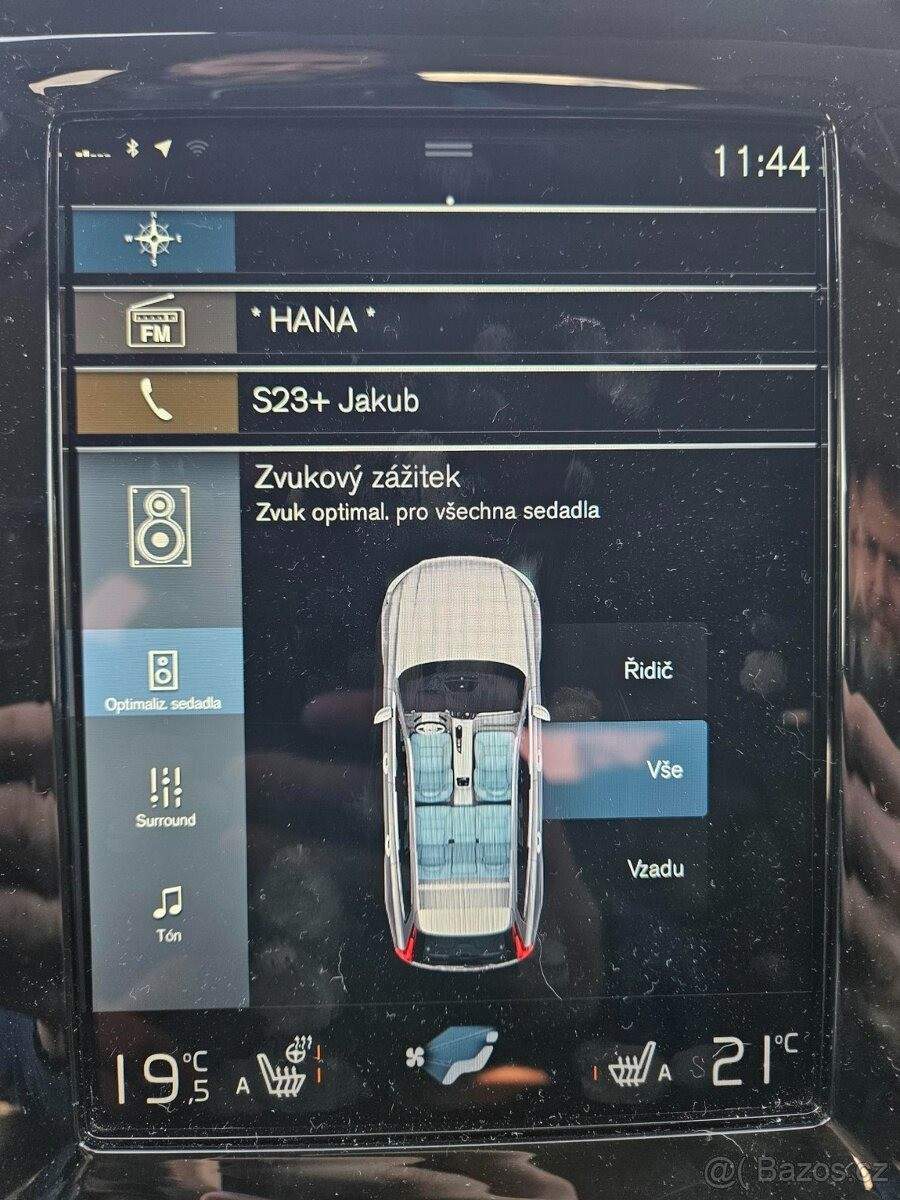 11:44
N
W E
S
FM
* HANA *
S23+ Jakub
Zvukový zážitek
Zvuk optimal. pro všechna sedadla
Řidič
Optimaliz. sedadla
Vše
Surround
Vzadu
Tón
19,5 °C
A
A
S
21 °C
@( Bazos.cz